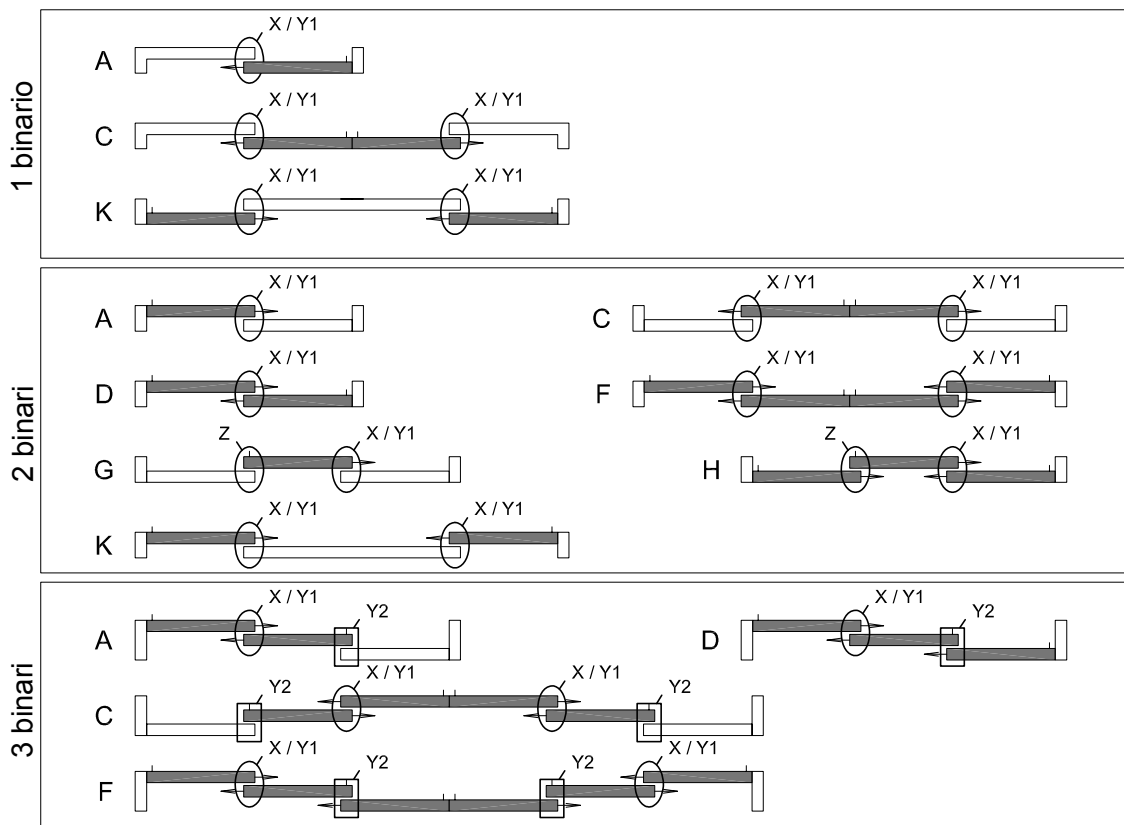 1 binario
X / Y1
A
X / Y1 X / Y1
C
X / Y1 X / Y1
K
2 binari
X / Y1 X / Y1 X / Y1
A C
X / Y1 X / Y1 X / Y1
D F
Z X / Y1 Z X / Y1
G H
X / Y1 X / Y1
K
3 binari
X / Y1 Y2 X / Y1 Y2
A D
Y2 X / Y1 X / Y1 Y2
C
X / Y1 Y2 Y2 X / Y1
F